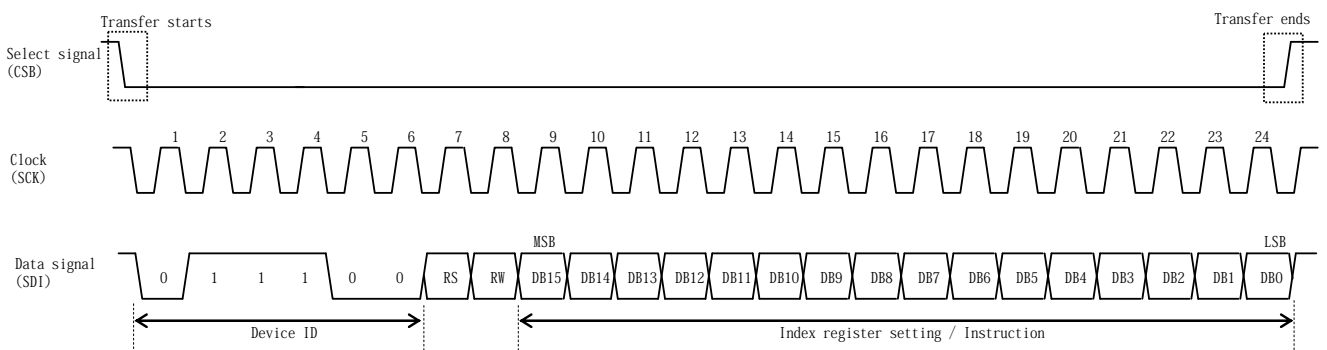 Transfer starts
Transfer ends
Select signal
(CSB)
1 2 3 4 5 6 7 8 9 10 11 12 13 14 15 16 17 18 19 20 21 22 23 24
Clock
(SCK)
MSB
LSB
Data signal
(SDI)
0 1 1 1 0 0 RS RW DB15 DB14 DB13 DB12 DB11 DB10 DB9 DB8 DB7 DB6 DB5 DB4 DB3 DB2 DB1 DB0
Device ID
Index register setting / Instruction